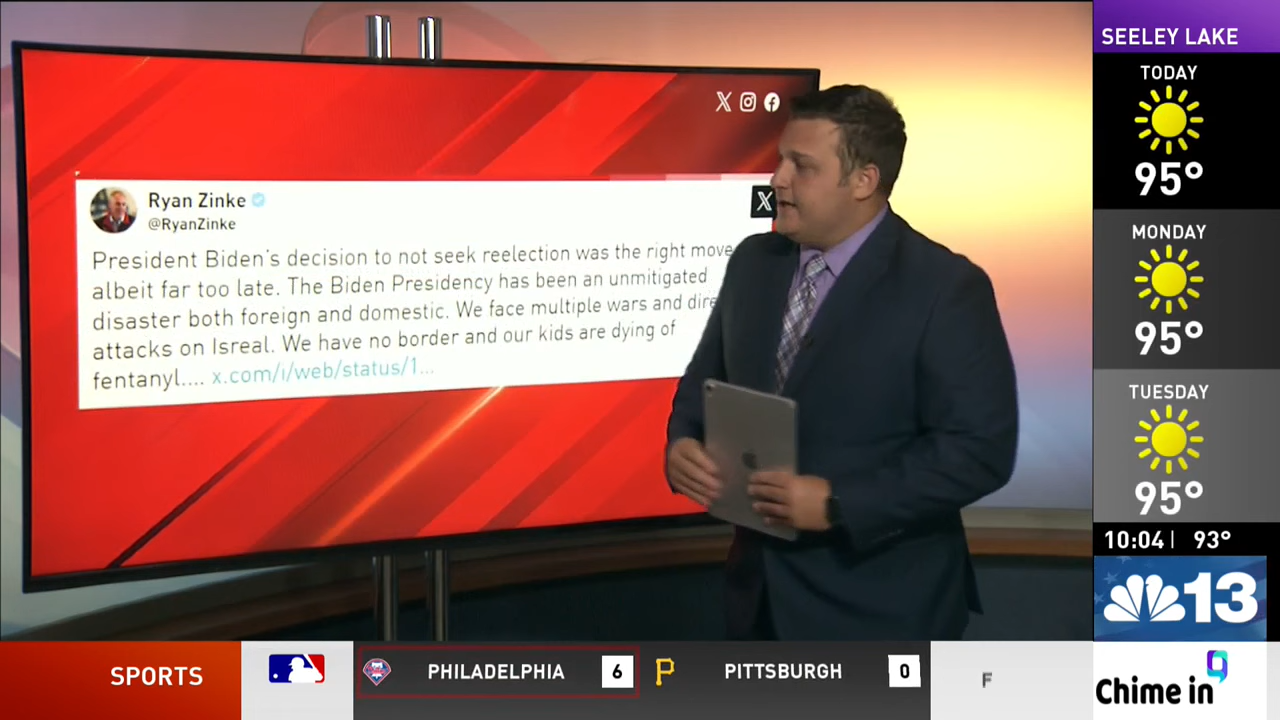 SEELEY LAKE
TODAY
95°
MONDAY
95°
TUESDAY
95°
10:04 93°
13
Chime in
Ryan Zinke
@RyanZinke
President Biden's decision to not seek reelection was the right move
albeit far too late. The Biden Presidency has been an unmitigated
disaster both foreign and domestic. We face multiple wars and
attacks on Isreal. We have no border and our kids are dying of
fentanyl.... x.com/i/web/status/1...
SPORTS
PHILADELPHIA 6 P PITTSBURGH 0 F